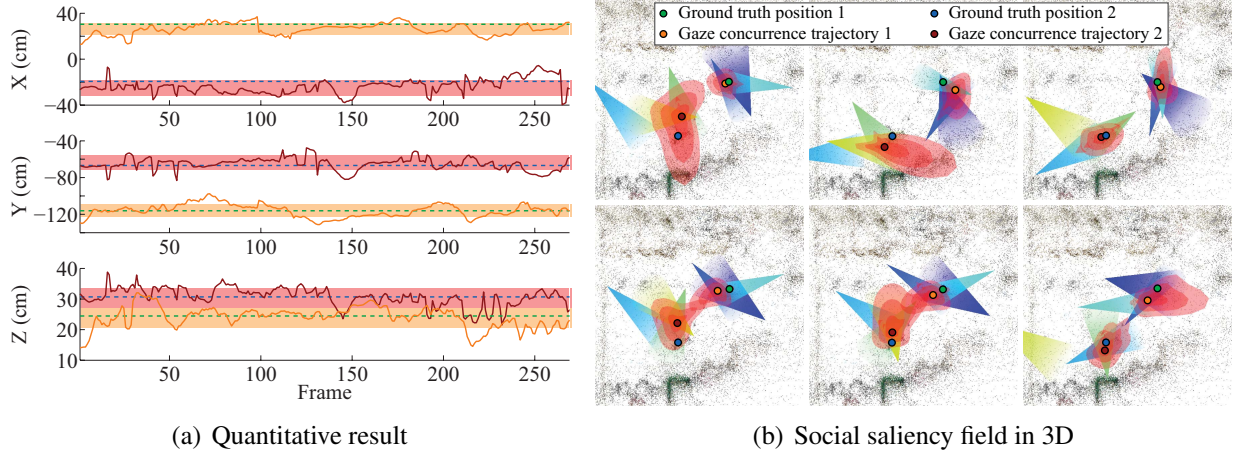 X (cm)
40
20
0
−20
−40
50
100
150
200
250
Y (cm)
−40
−80
−120
50
100
150
200
250
Z (cm)
40
30
20
10
50
100
150
200
250
Frame
(a) Quantitative result
Ground truth position 1
Ground truth position 2
Gaze concurrence trajectory 1
Gaze concurrence trajectory 2
(b) Social saliency field in 3D